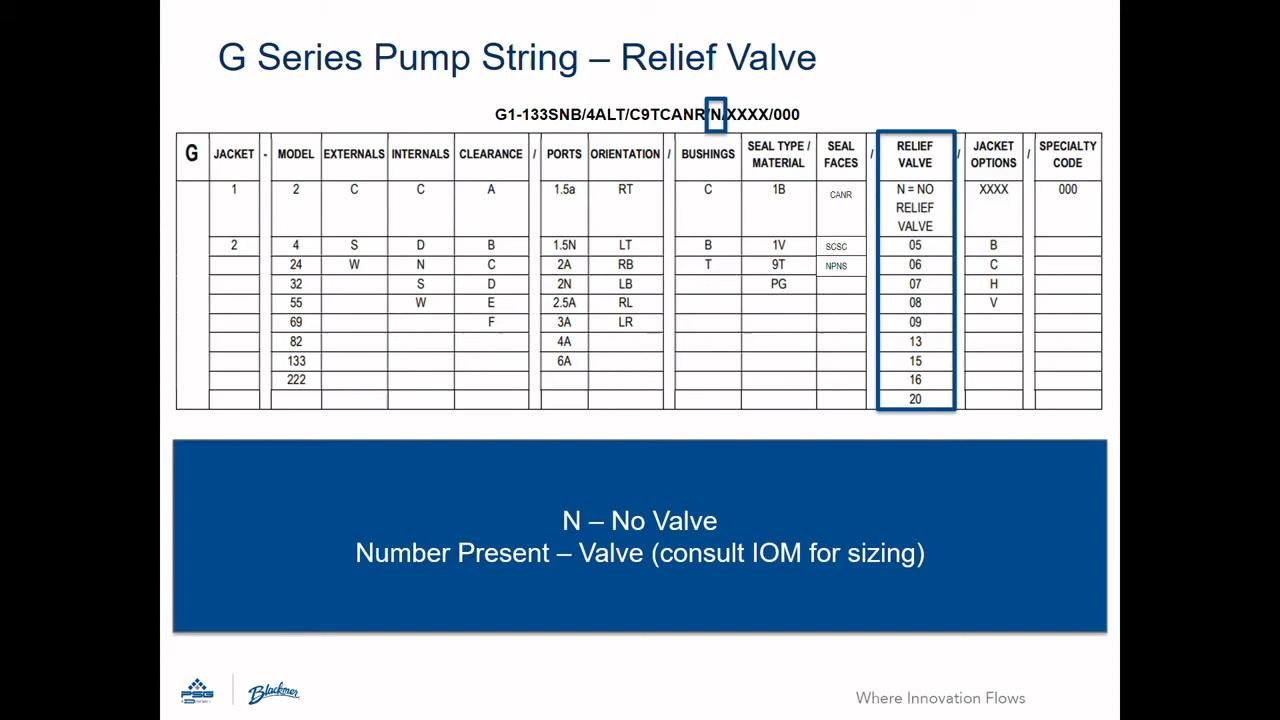 G Series Pump String – Relief Valve
G1-133SNB/4ALT/C9TCANR/N/XXXX/000
G JACKET - MODEL EXTERNALS INTERNALS CLEARANCE / PORTS ORIENTATION / BUSHINGS SEAL TYPE / MATERIAL SEAL FACES / RELIEF VALVE / JACKET OPTIONS / SPECIALTY CODE
1 2 C C A 1.5a RT C 1B CANR N = NO RELIEF VALVE XXXX 000
2 4 S D B 1.5N LT B 1V SCSC 05 B
24 W N C 2A RB T 9T NPNS 06 C
32 S D 2N LB PG 07 H
55 W E 2.5A RL 08 V
69 F 3A LR 09
82 4A 13
133 6A 15
222 16
20
N – No Valve
Number Present – Valve (consult IOM for sizing)
PSG
Blackmer
Where Innovation Flows